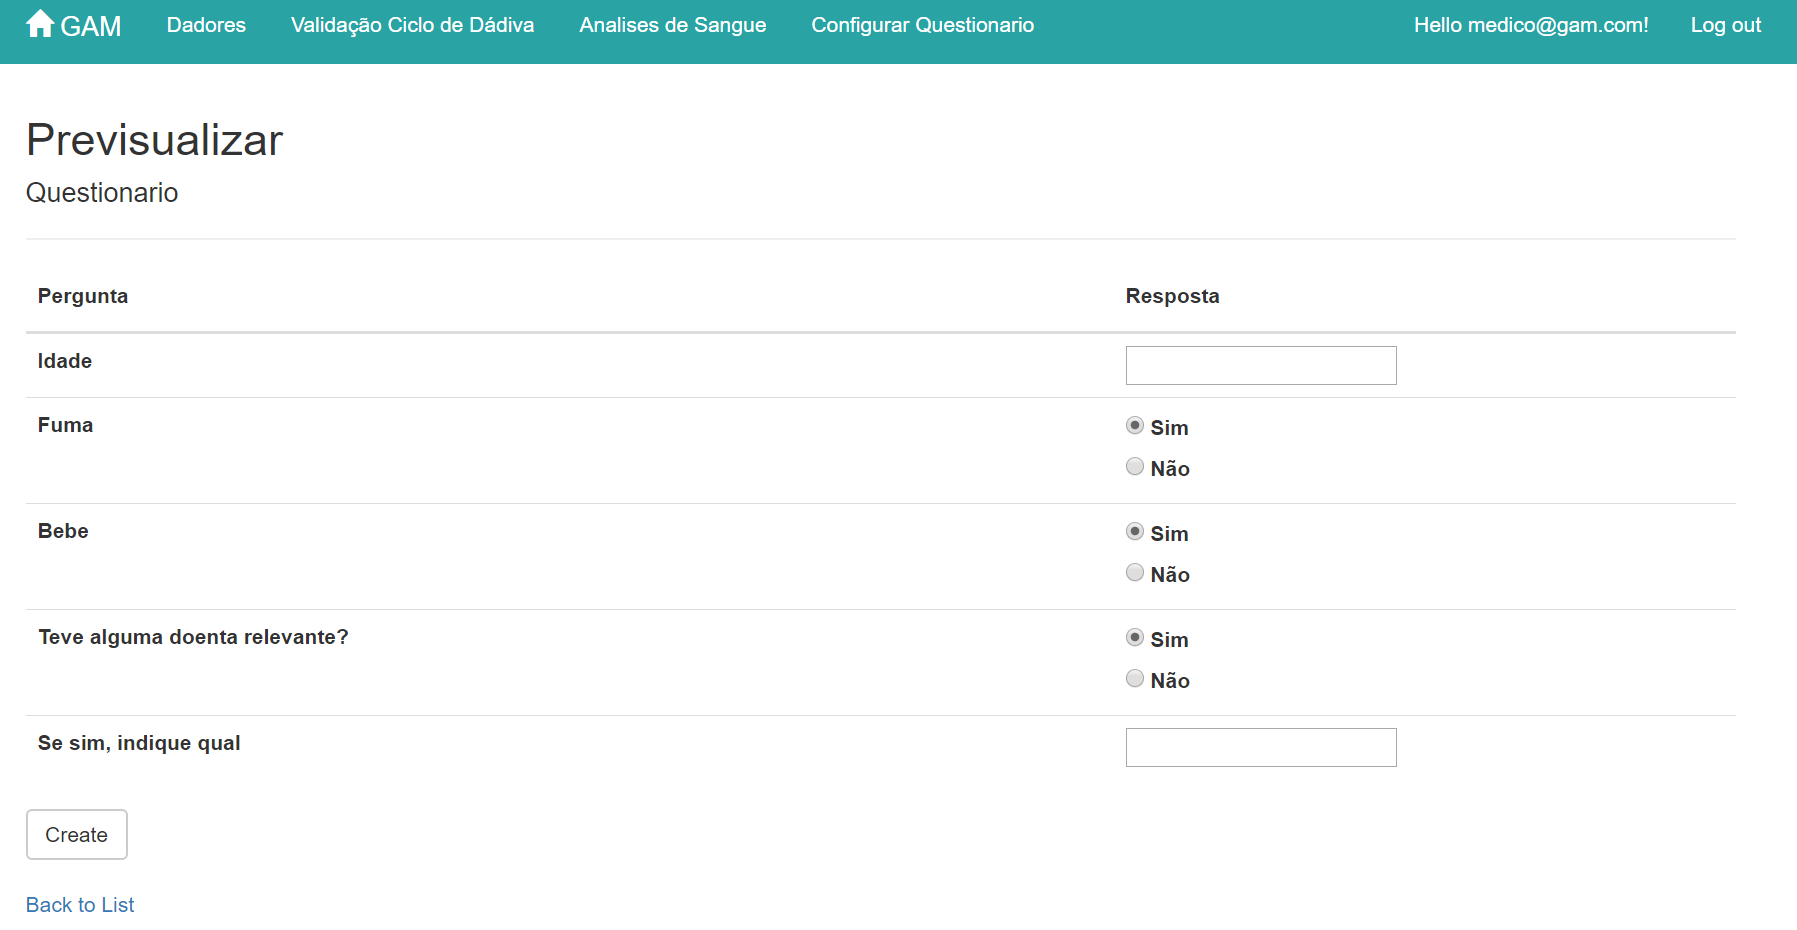 GAM Dadores Validação Ciclo de Dádiva Analises de Sangue Configurar Questionario Hello medico@gam.com! Log out
Previsualizar
Questionario
Pergunta Resposta
Idade
Fuma Sim
Não
Bebe Sim
Não
Teve alguma doenta relevante? Sim
Não
Se sim, indique qual
Create
Back to List